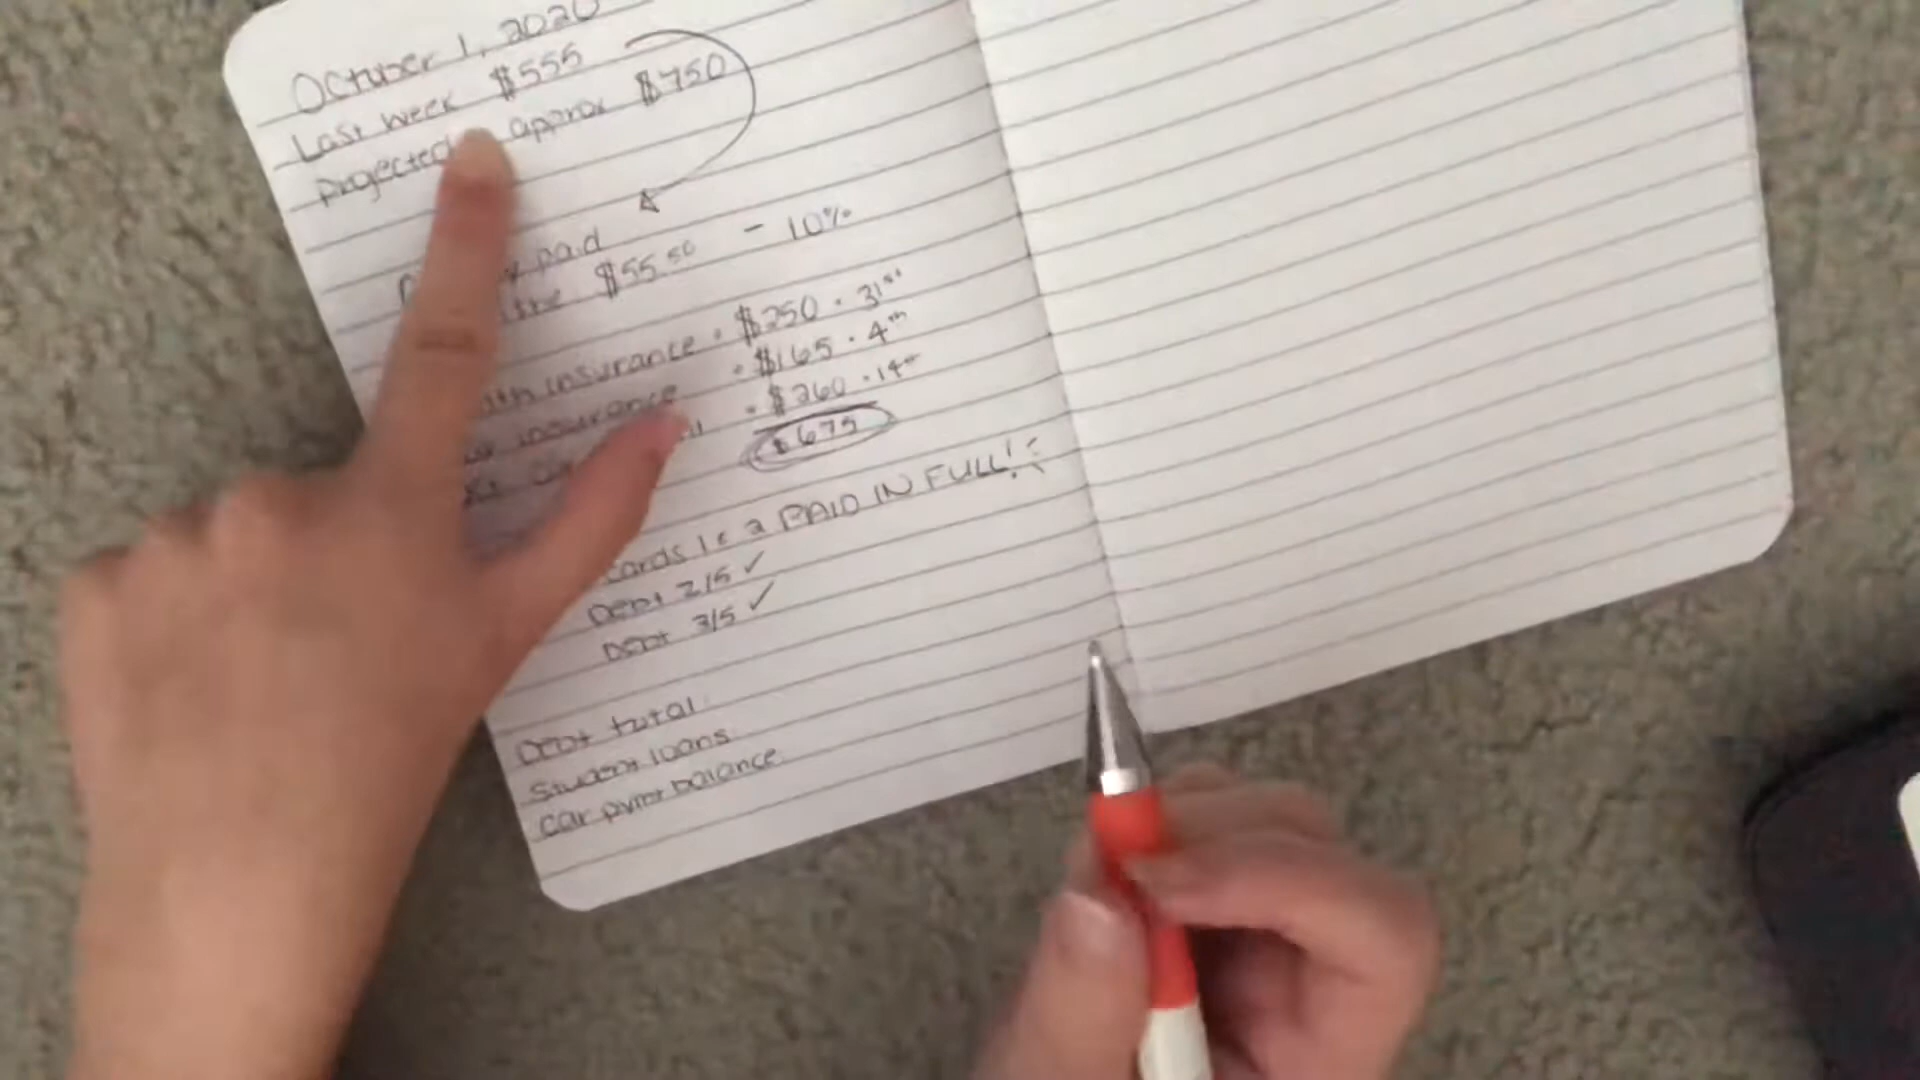 October 1, 2020
Last week $555
projected approx $750
paid
$55.50 - 10%
insurance • $250 • 31st
insurance • $165 • 4th
• $260 • 14th
$675
cards 1 & 2 PAID IN FULL!
Debt 2/5 ✓
Debt 3/5 ✓
Debt total:
Student loans:
car pymt balance: